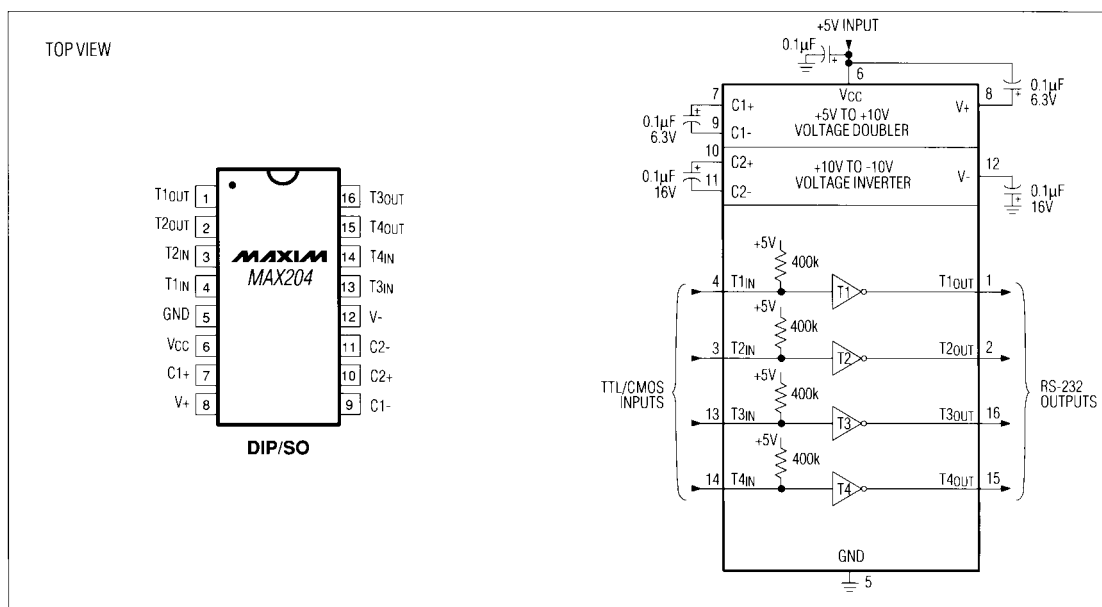 TOP VIEW
T1OUT 1
T2OUT 2
T2IN 3
T1IN 4
GND 5
VCC 6
C1+ 7
V+ 8
MAXIM
MAX204
16 T3OUT
15 T4OUT
14 T4IN
13 T3IN
12 V-
11 C2-
10 C2+
9 C1-
DIP/SO
+5V INPUT
0.1μF
+
6
0.1μF
6.3V
+
7
C1+
VCC
+5V TO +10V
VOLTAGE DOUBLER
V+
8
0.1μF
6.3V
+
9
C1-
10
C2+
+10V TO -10V
VOLTAGE INVERTER
V-
12
0.1μF
16V
+
11
C2-
0.1μF
16V
+
+5V
400k
4 T1IN T1 T1OUT 1
+5V
400k
3 T2IN T2 T2OUT 2
TTL/CMOS
INPUTS
RS-232
OUTPUTS
+5V
400k
13 T3IN T3 T3OUT 16
+5V
400k
14 T4IN T4 T4OUT 15
GND
5